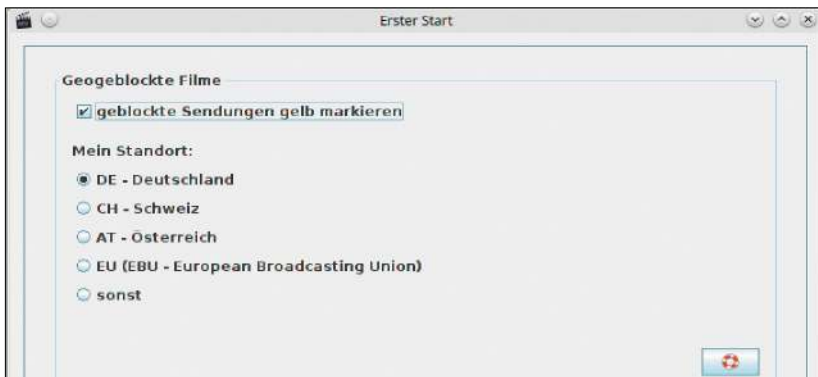 Erster Start
Geogeblockte Filme
geblockte Sendungen gelb markieren
Mein Standort:
DE - Deutschland
CH - Schweiz
AT - Österreich
EU (EBU - European Broadcasting Union)
sonst